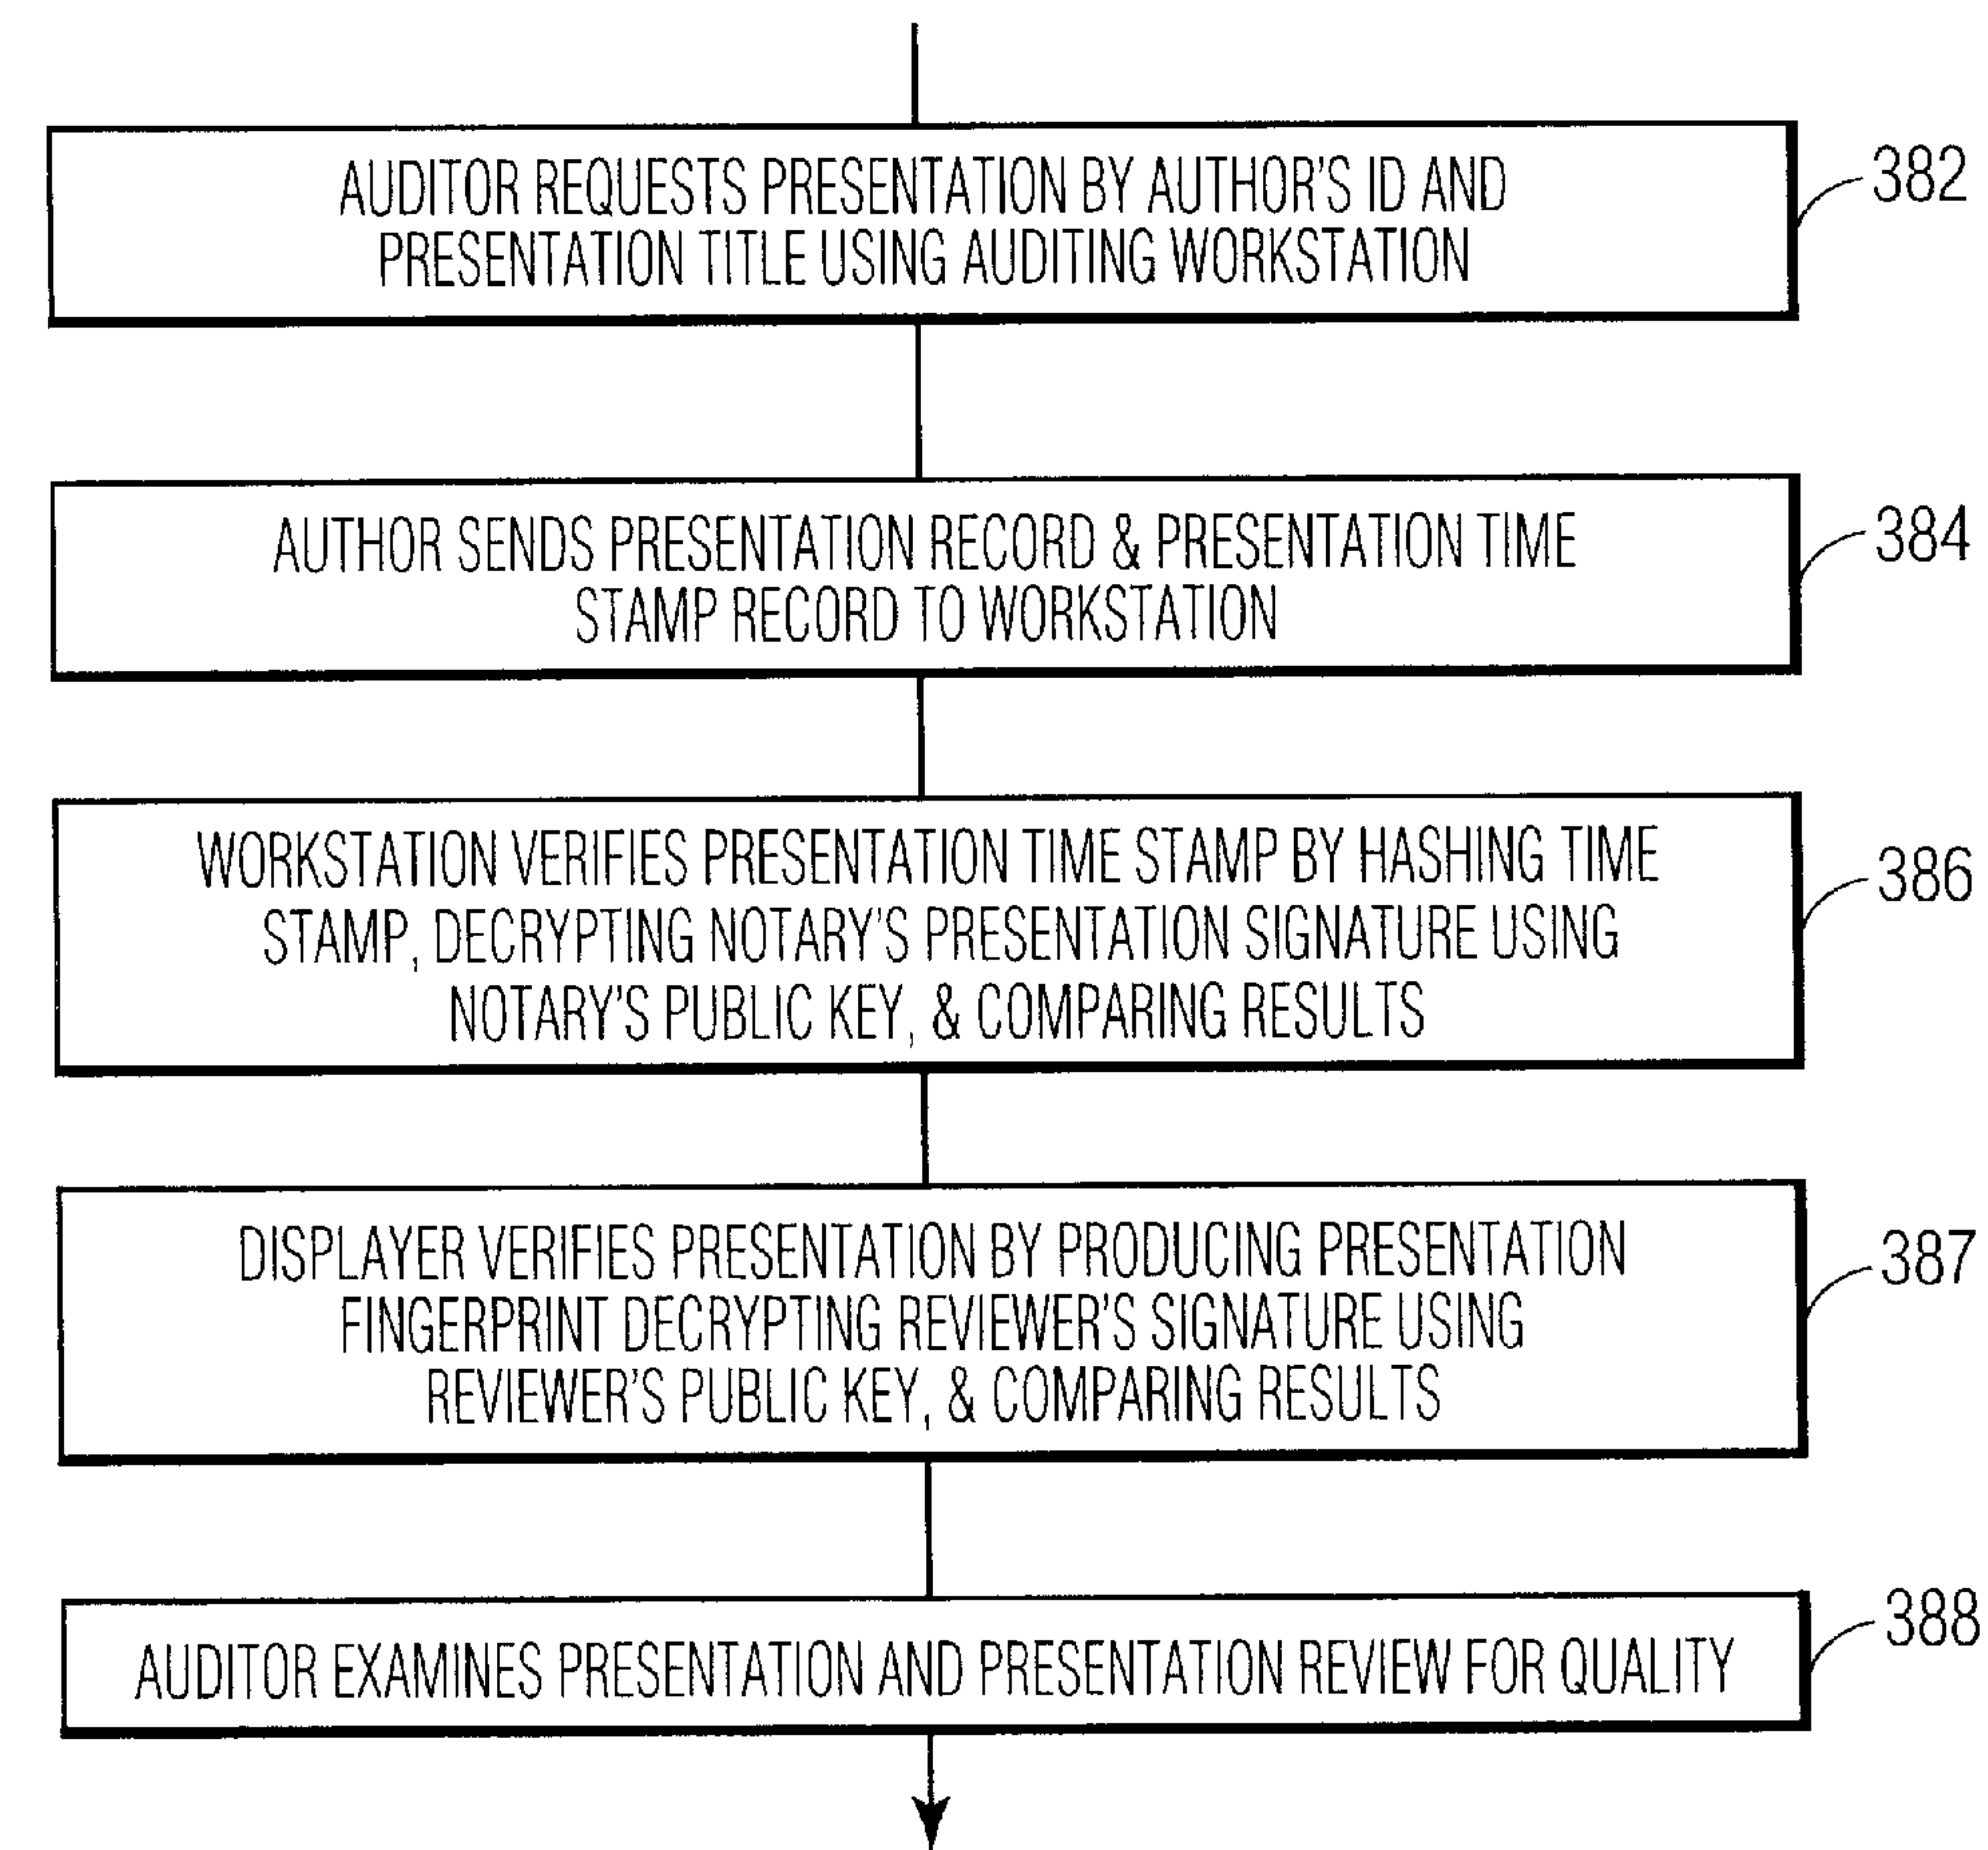 AUDITOR REQUESTS PRESENTATION BY AUTHOR'S ID AND
PRESENTATION TITLE USING AUDITING WORKSTATION
382
AUTHOR SENDS PRESENTATION RECORD & PRESENTATION TIME
STAMP RECORD TO WORKSTATION
384
WORKSTATION VERIFIES PRESENTATION TIME STAMP BY HASHING TIME
STAMP, DECRYPTING NOTARY'S PRESENTATION SIGNATURE USING
NOTARY'S PUBLIC KEY, & COMPARING RESULTS
386
DISPLAYER VERIFIES PRESENTATION BY PRODUCING PRESENTATION
FINGERPRINT DECRYPTING REVIEWER'S SIGNATURE USING
REVIEWER'S PUBLIC KEY, & COMPARING RESULTS
387
AUDITOR EXAMINES PRESENTATION AND PRESENTATION REVIEW FOR QUALITY
388